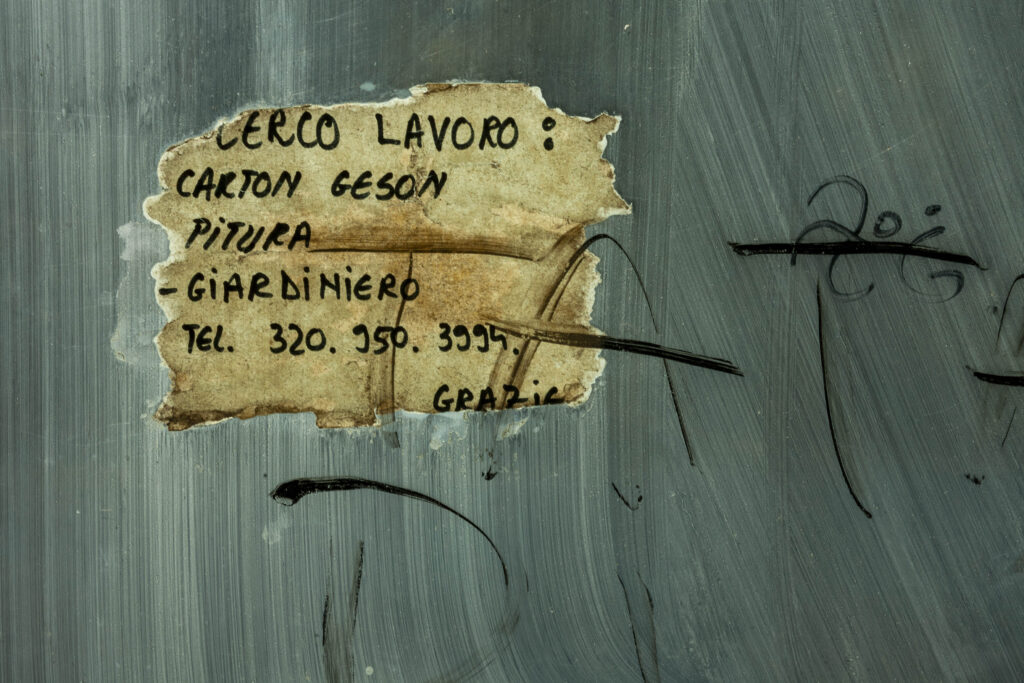 CERCO LAVORO :
CARTON GESON
PITURA
- GIARDINIERO
TEL. 320. 950. 3994.
GRAZIE